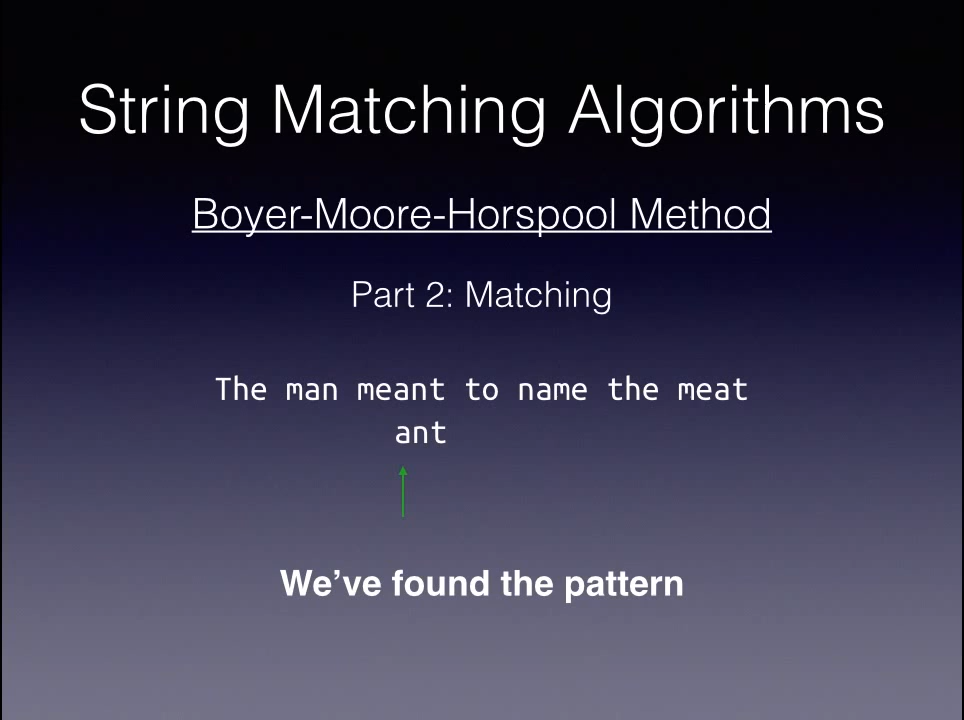 String Matching Algorithms
Boyer-Moore-Horspool Method
Part 2: Matching
The man meant to name the meat
ant
We’ve found the pattern